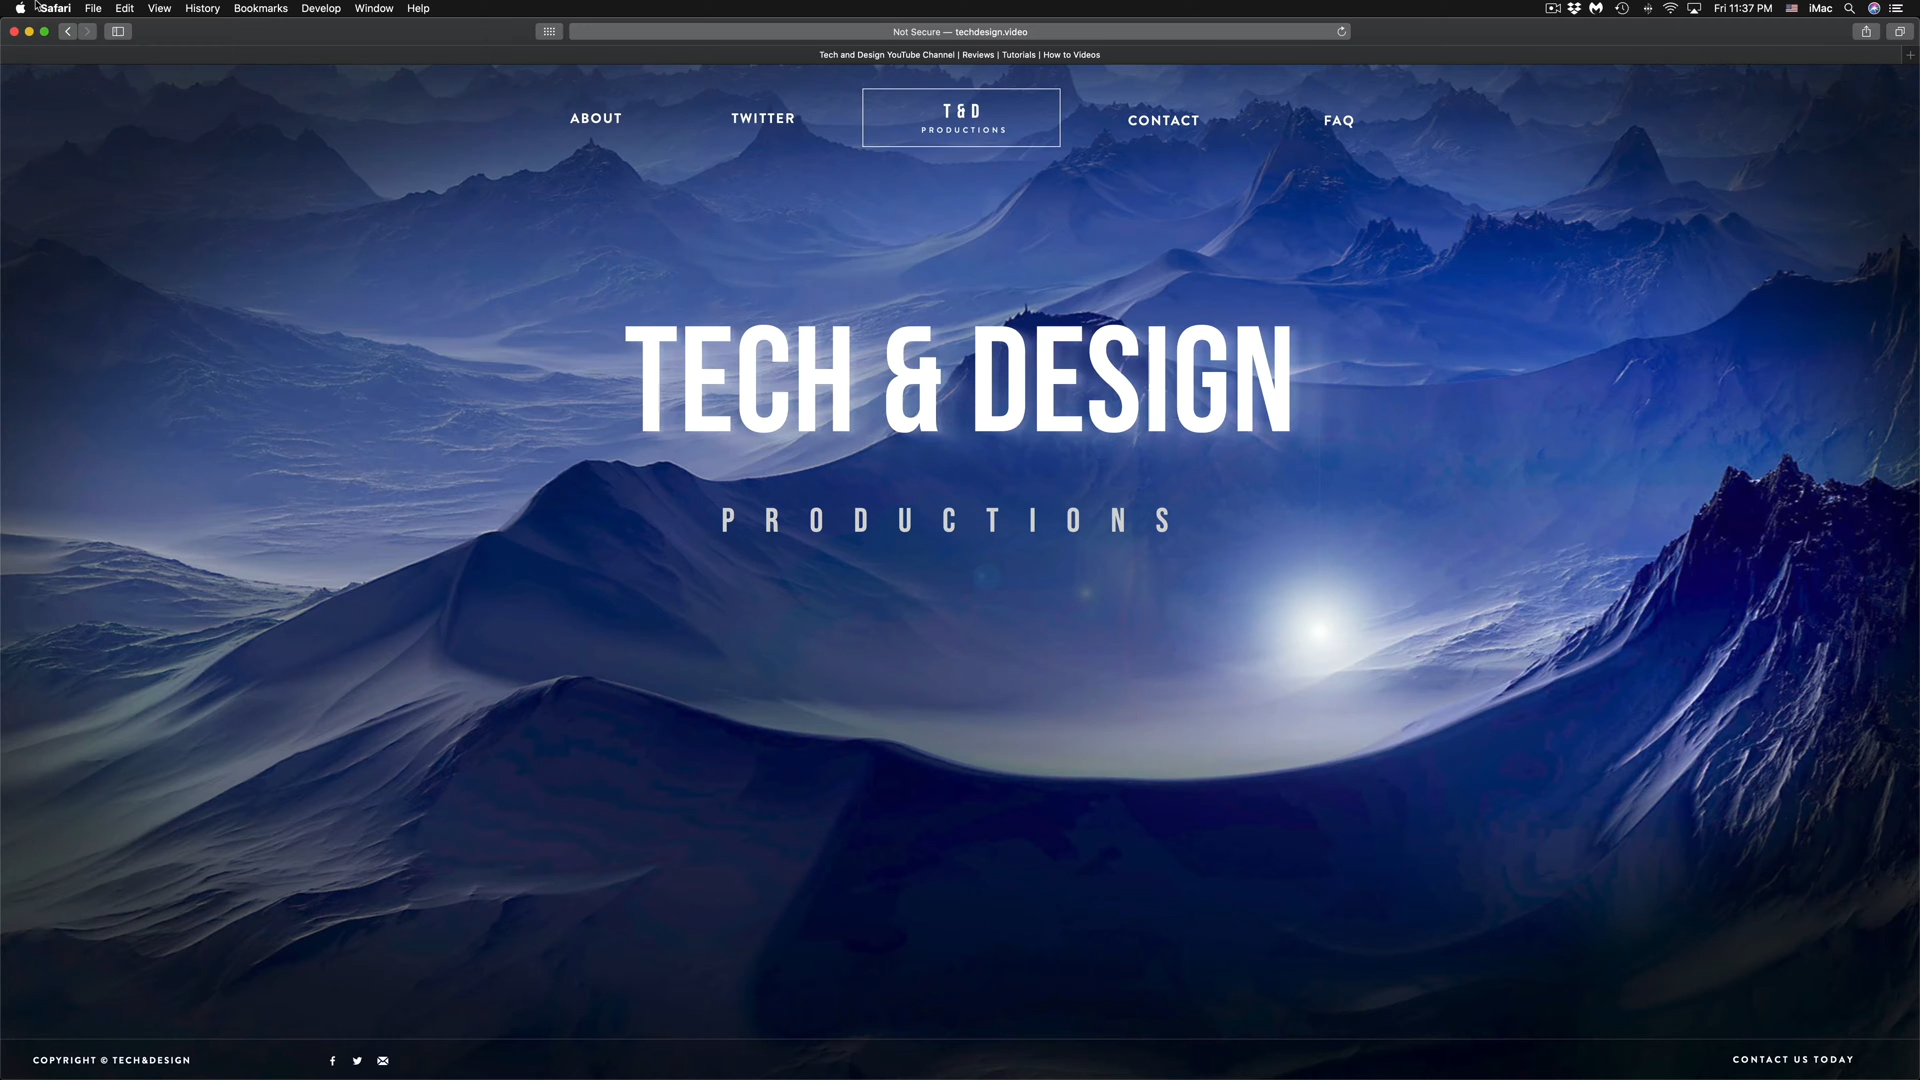 Safari File Edit View History Bookmarks Develop Window Help Fri 11:37 PM iMac
Not Secure — techdesign.video
Tech and Design YouTube Channel | Reviews | Tutorials | How to Videos
ABOUT TWITTER T&D CONTACT FAQ
PRODUCTIONS
TECH & DESIGN
PRODUCTIONS
COPYRIGHT © TECH&DESIGN CONTACT US TODAY